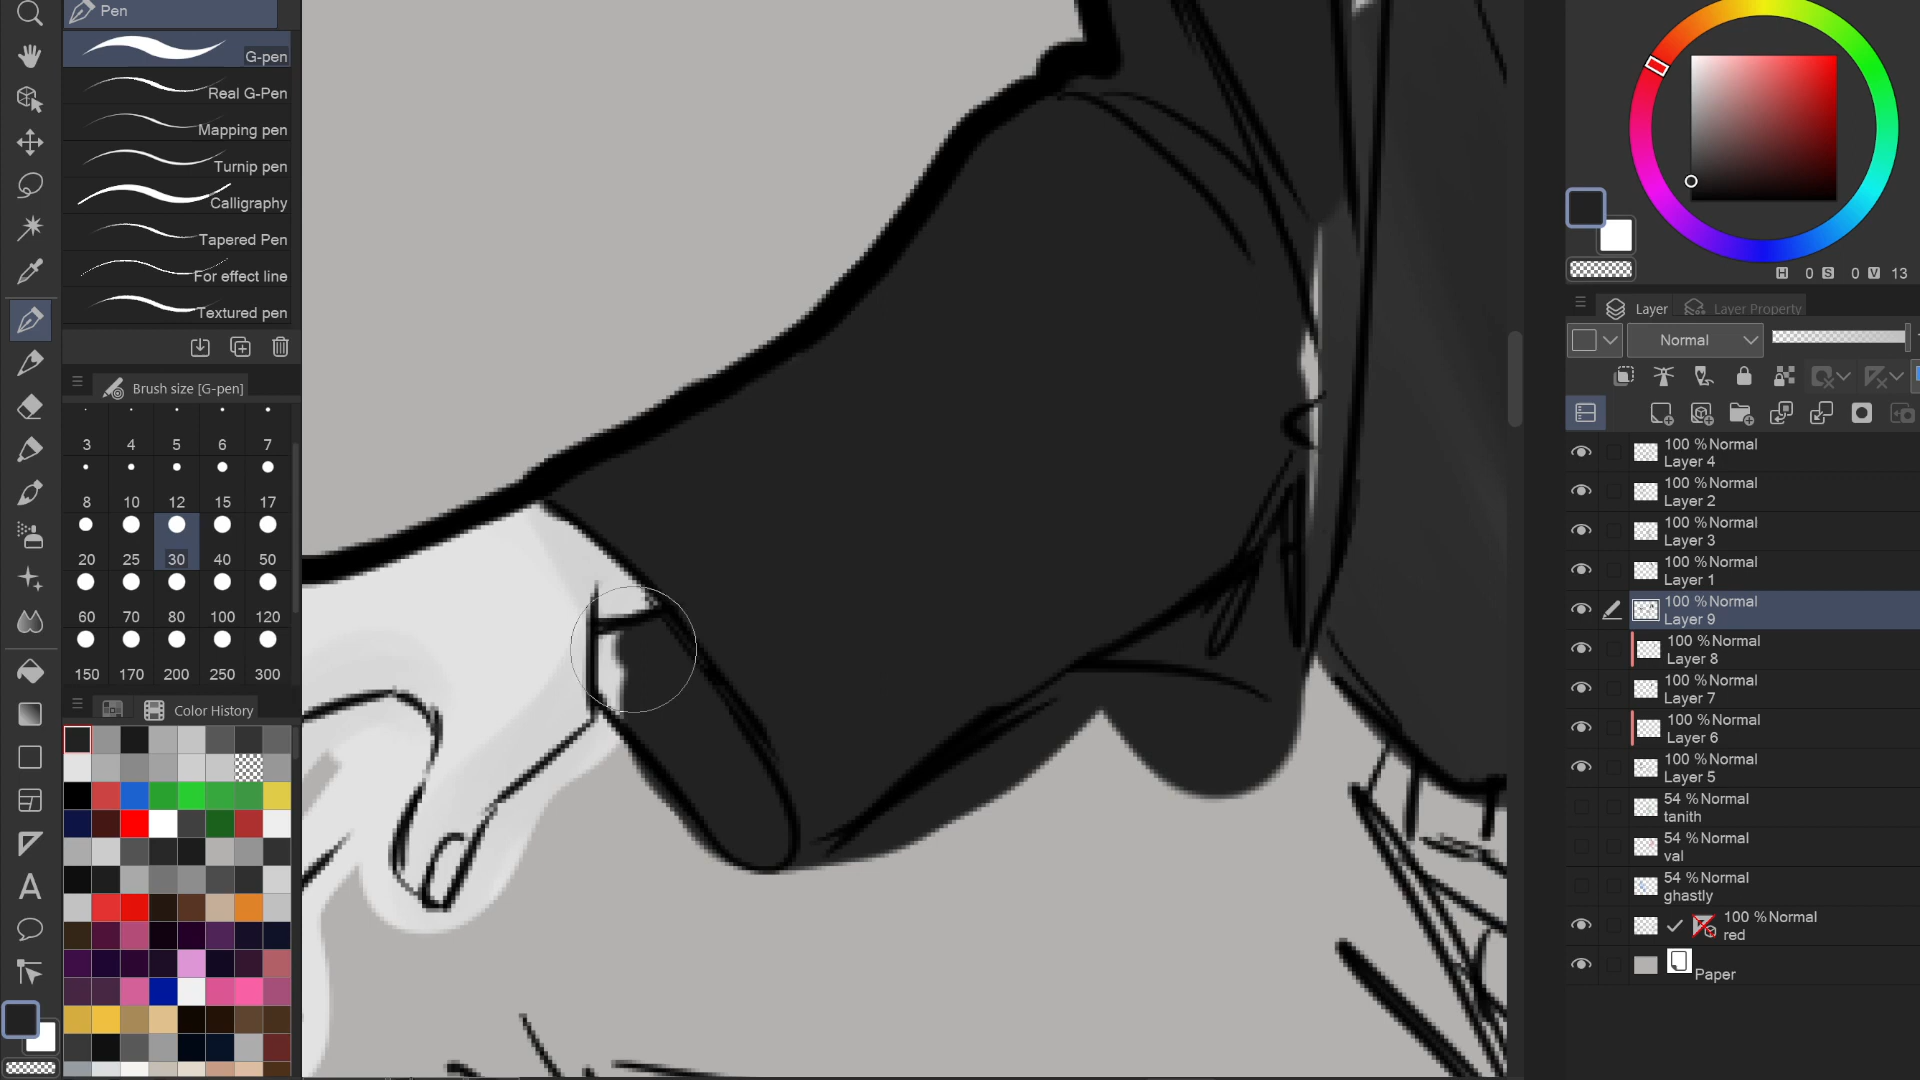 Pen
G-pen
Real G-Pen
Mapping pen
Turnip pen
Calligraphy
Tapered Pen
For effect line
Textured pen
Brush size [G-pen]
3 4 5 6 7
8 10 12 15 17
20 25 30 40 50
60 70 80 100 120
150 170 200 250 300
Color History
H 0 S 0 V 13
Layer Layer Property
Normal
100 % Normal
Layer 4
100 % Normal
Layer 2
100 % Normal
Layer 3
100 % Normal
Layer 1
100 % Normal
Layer 9
100 % Normal
Layer 8
100 % Normal
Layer 7
100 % Normal
Layer 6
100 % Normal
Layer 5
54 % Normal
tanith
54 % Normal
val
54 % Normal
ghastly
100 % Normal
red
Paper